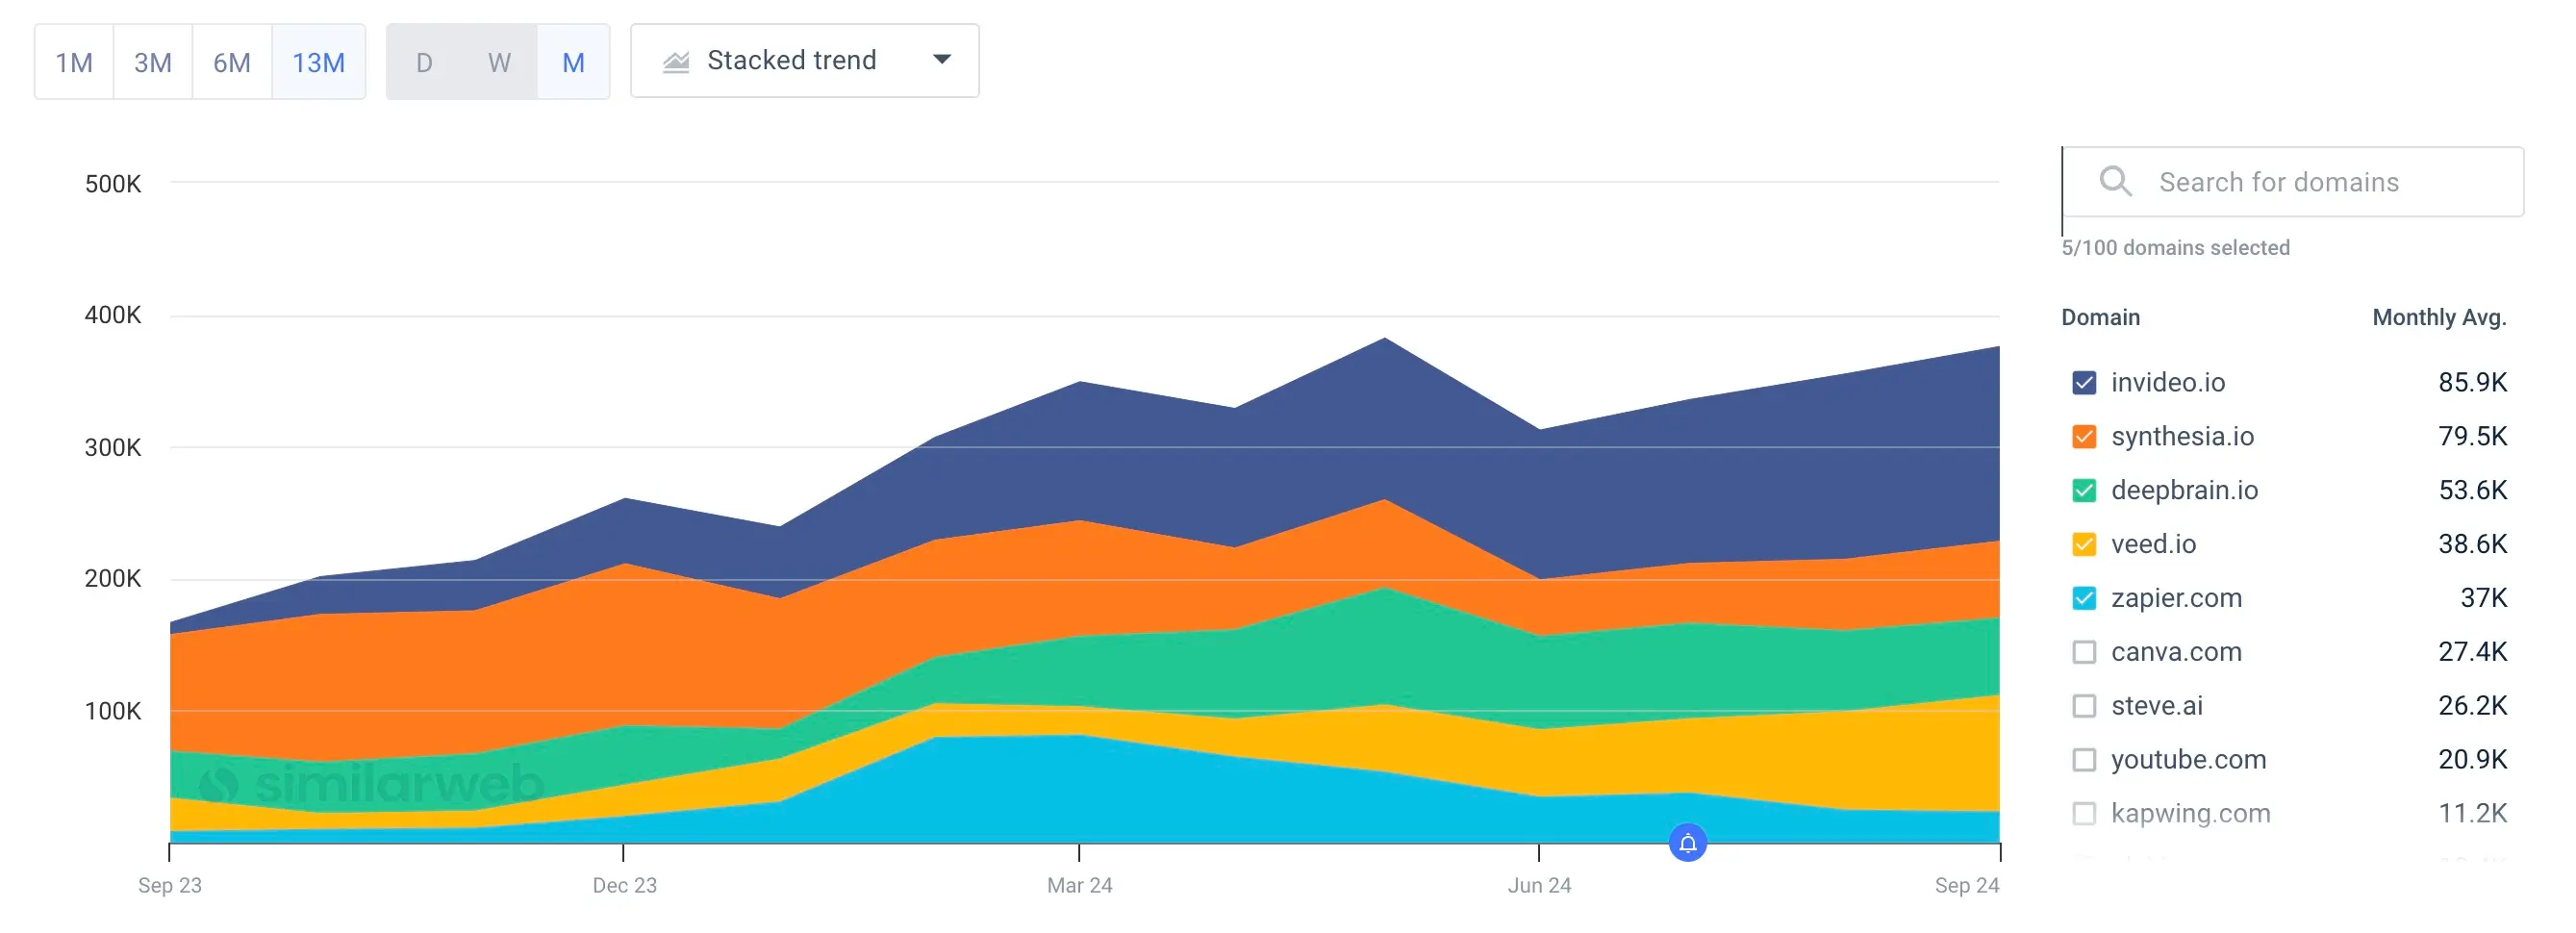 1M 3M 6M 13M D W M Stacked trend
500K
400K
300K
200K
100K
similarweb
Sep 23 Dec 23 Mar 24 Jun 24 Sep 24
Search for domains
5/100 domains selected
Domain Monthly Avg.
invideo.io 85.9K
synthesia.io 79.5K
deepbrain.io 53.6K
veed.io 38.6K
zapier.com 37K
canva.com 27.4K
steve.ai 26.2K
youtube.com 20.9K
kapwing.com 11.2K